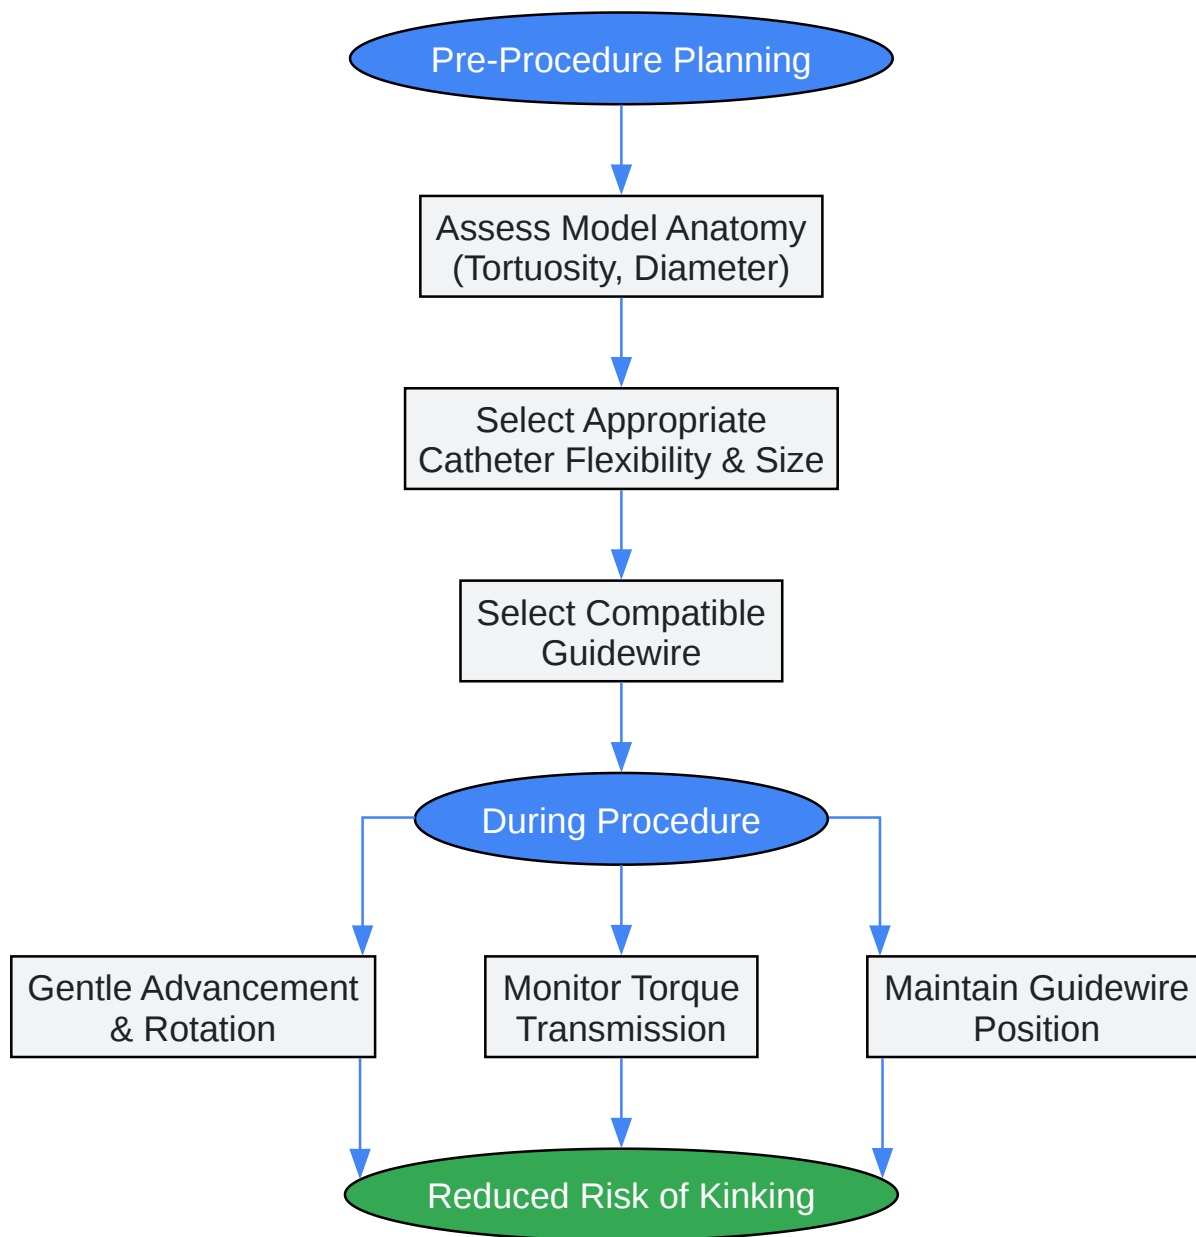 Pre-Procedure Planning
Assess Model Anatomy
(Tortuosity, Diameter)
Select Appropriate
Catheter Flexibility & Size
Select Compatible
Guidewire
During Procedure
Gentle Advancement
& Rotation
Monitor Torque
Transmission
Maintain Guidewire
Position
Reduced Risk of Kinking